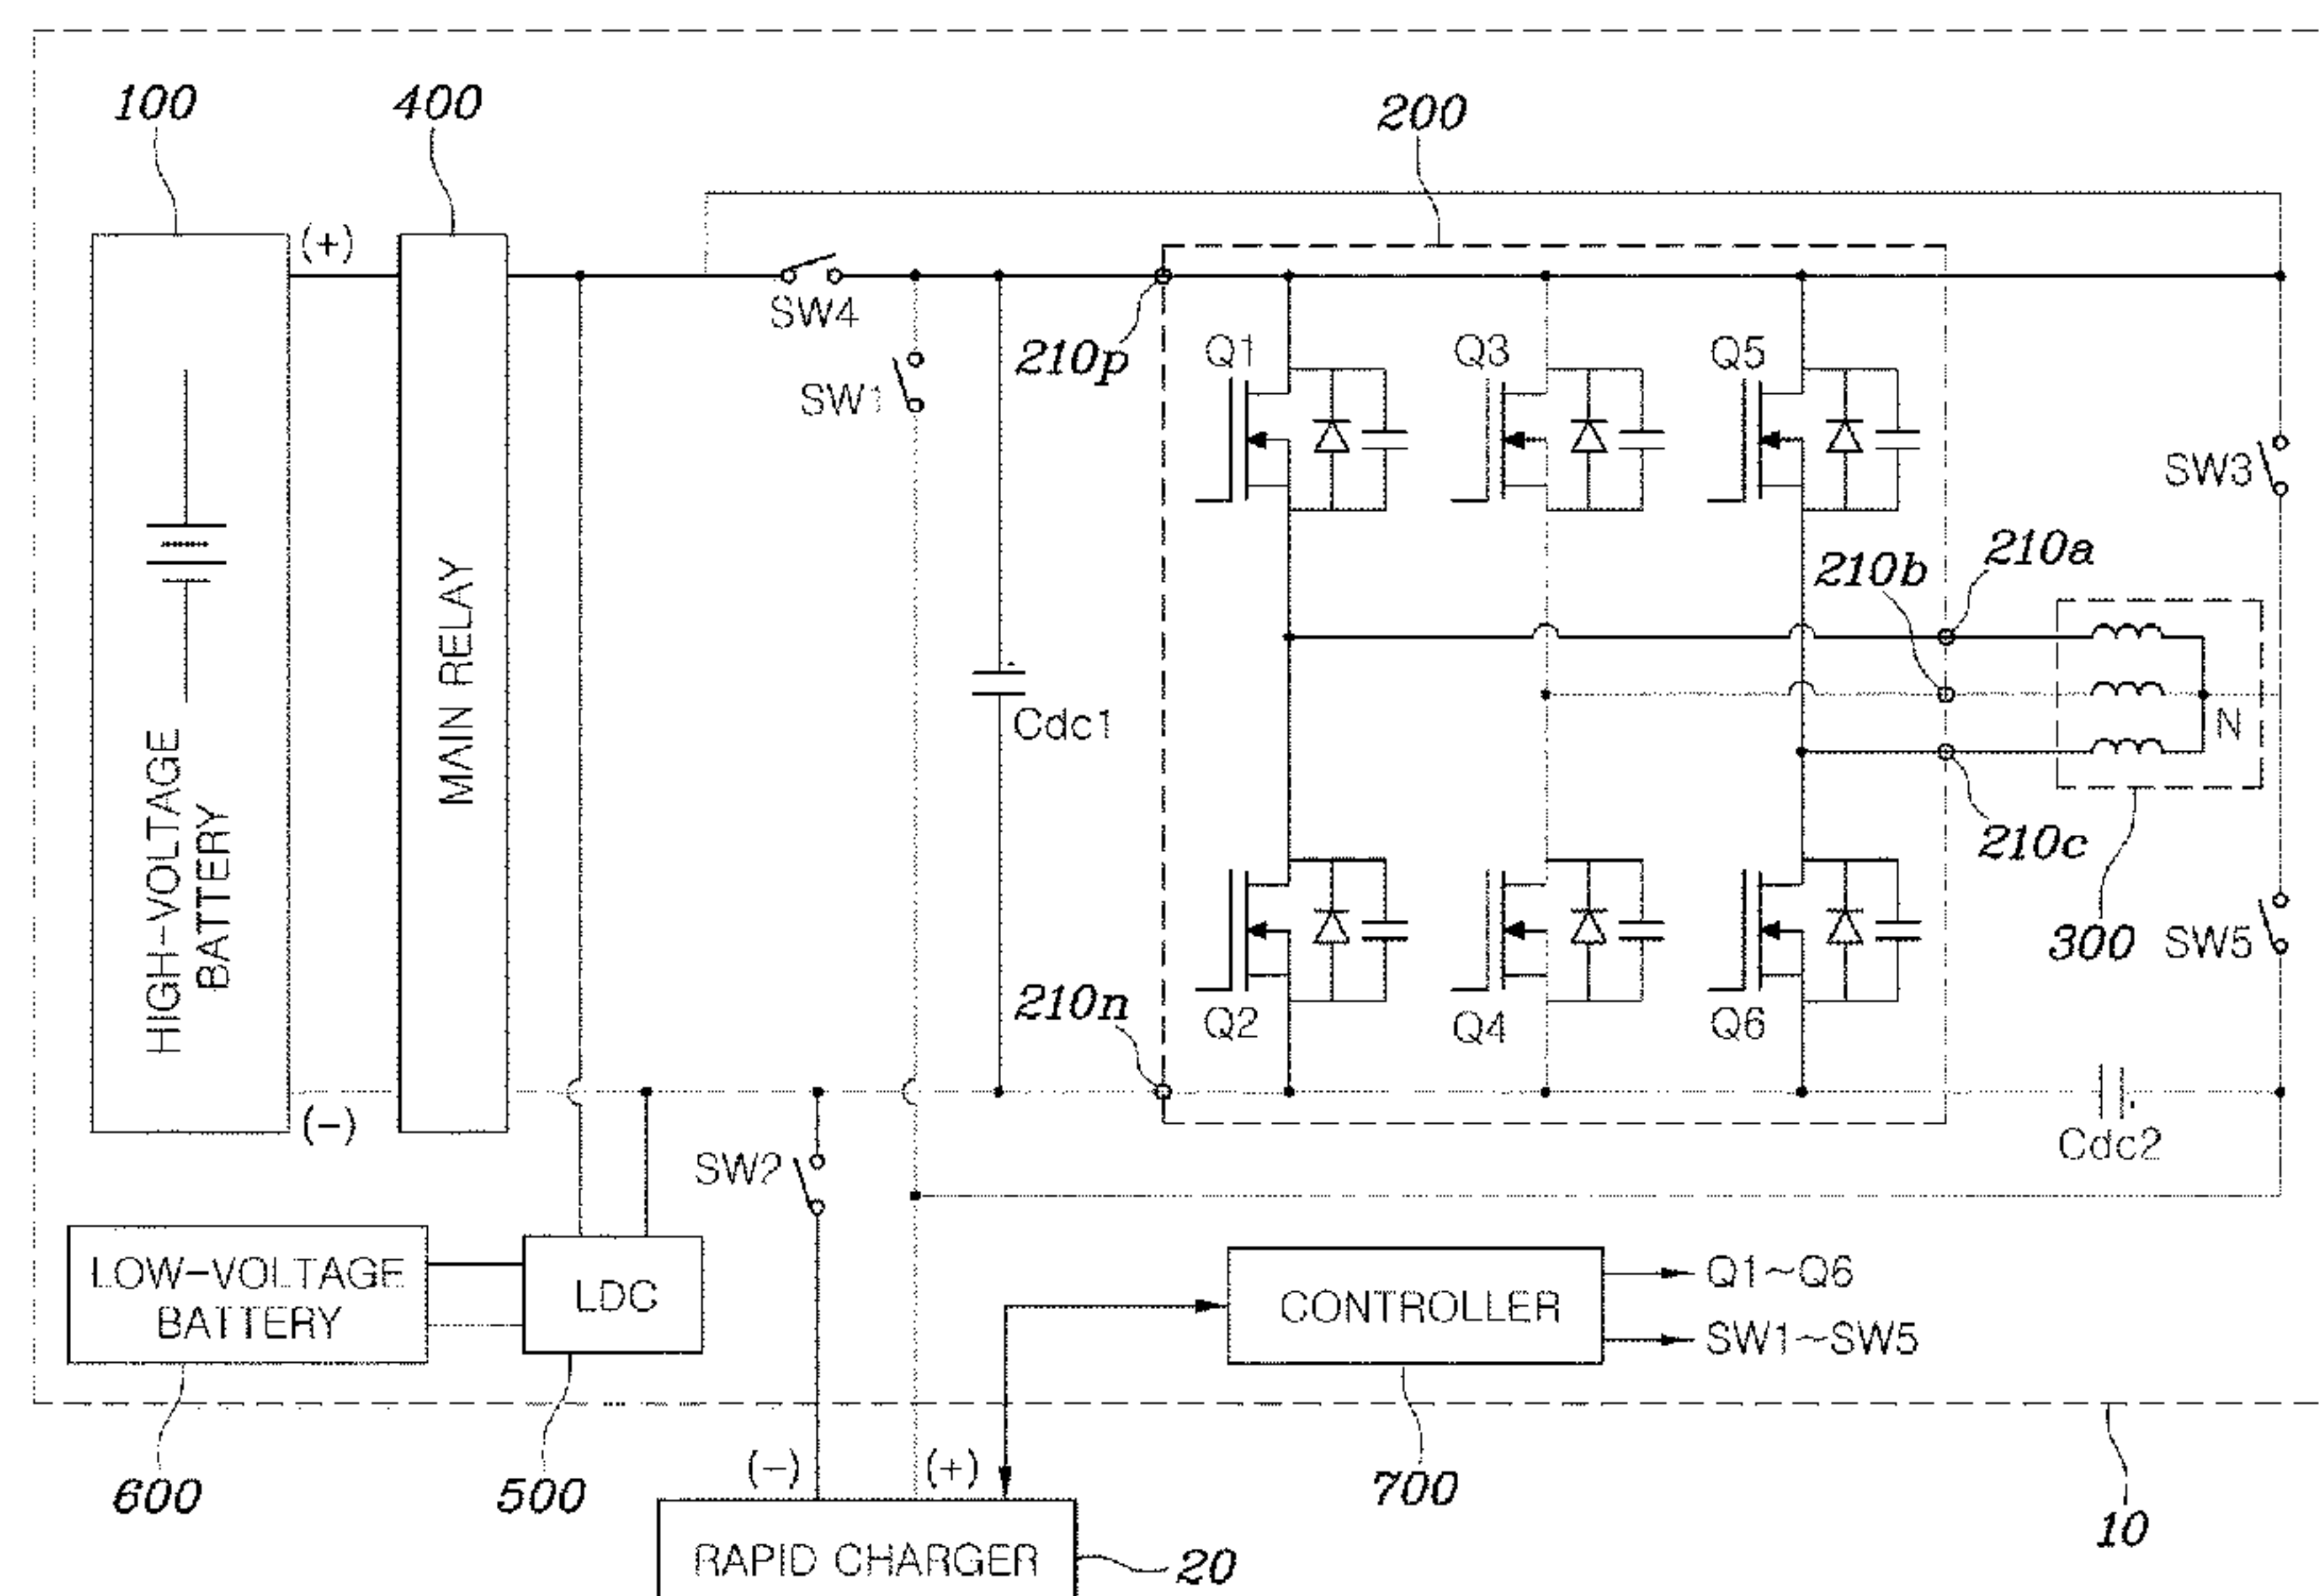 100
400
200
(+)
SW4
210p
Q1
Q3
Q5
SW1
SW3
210a
210b
MAIN RELAY
HIGH-VOLTAGE
BATTERY
Cdc1
N
210c
300
SW5
210n
Q2
Q4
Q6
(-)
SW2
Cdc2
LOW-VOLTAGE
BATTERY
LDC
CONTROLLER
Q1~Q6
SW1~SW5
(-)
(+)
600
500
700
10
RAPID CHARGER
20